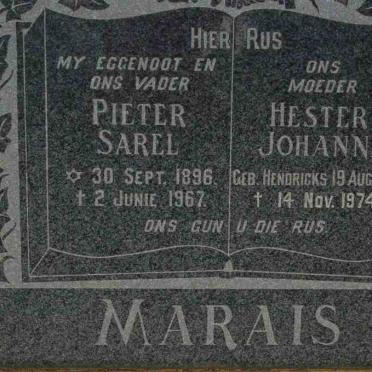 HIER RUS
MY EGGENOOT EN
ONS VADER
PIETER
SAREL
✡ 30 SEPT. 1896.
† 2 JUNIE 1967.
ONS
MOEDER
HESTER
JOHANN
GEB. HENDRICKS 19 AUG
† 14 NOV. 1974
ONS GUN U DIE RUS.
MARAIS